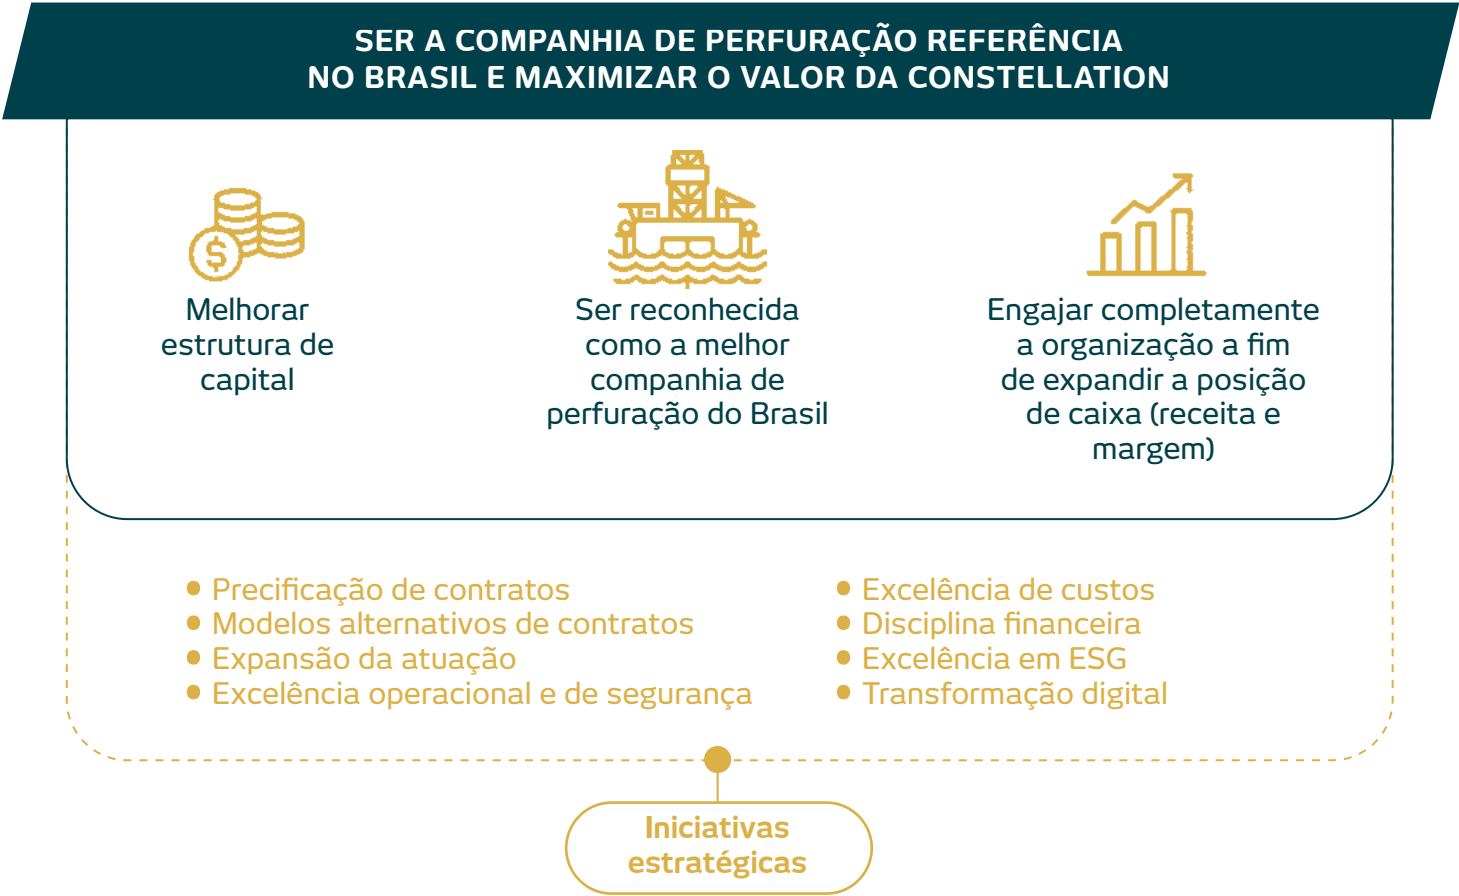 SER A COMPANHIA DE PERFURAÇÃO REFERÊNCIA
NO BRASIL E MAXIMIZAR O VALOR DA CONSTELLATION
$
Melhorar
estrutura de
capital
Ser reconhecida
como a melhor
companhia de
perfuração do Brasil
Engajar completamente
a organização a fim
de expandir a posição
de caixa (receita e
margem)
• Precificação de contratos
• Modelos alternativos de contratos
• Expansão da atuação
• Excelência operacional e de segurança
• Excelência de custos
• Disciplina financeira
• Excelência em ESG
• Transformação digital
Iniciativas
estratégicas